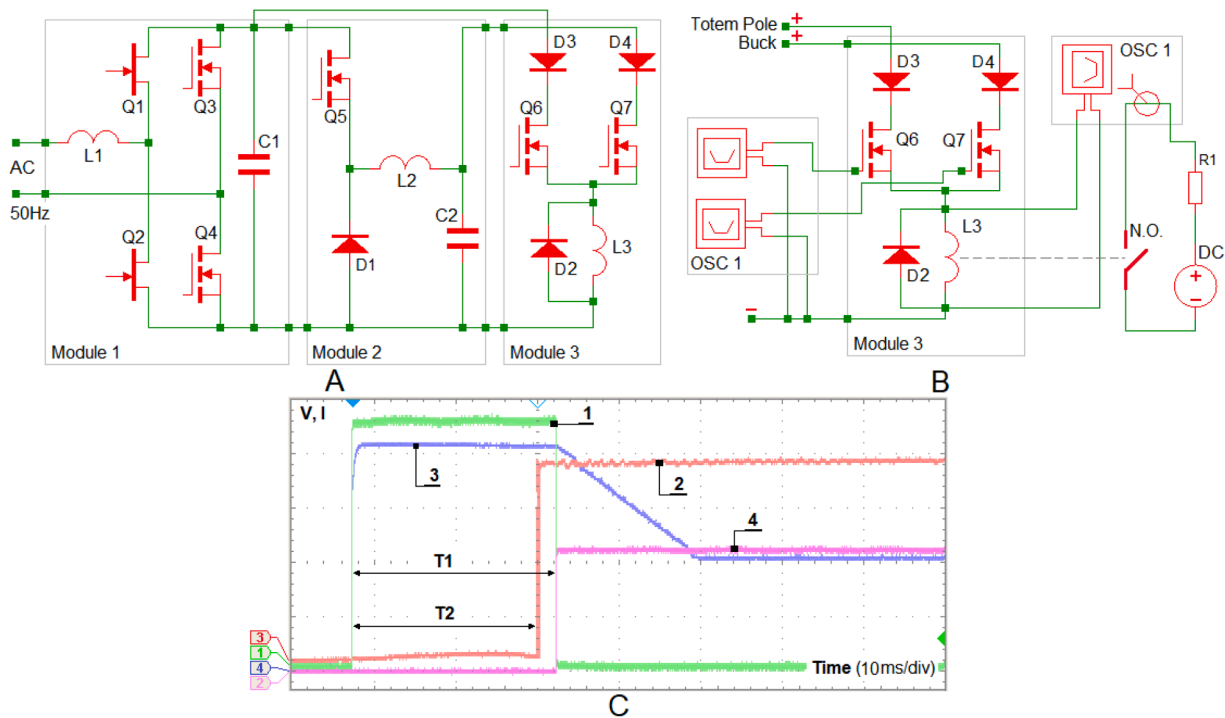 D3 D4
Q1 Q3 Q5 Q6 Q7
AC L1 C1 L2
50Hz
Q2 Q4 D1 C2 D2 L3
Module 1 Module 2 Module 3
A
Totem Pole +
Buck +
D3 D4
OSC 1
Q6 Q7
R1
L3 N.O.
OSC 1 D2 DC
+
−
−
Module 3
B
V, I
1
3
2
4
T1
T2
3
1
4
2
Time (10ms/div)
C